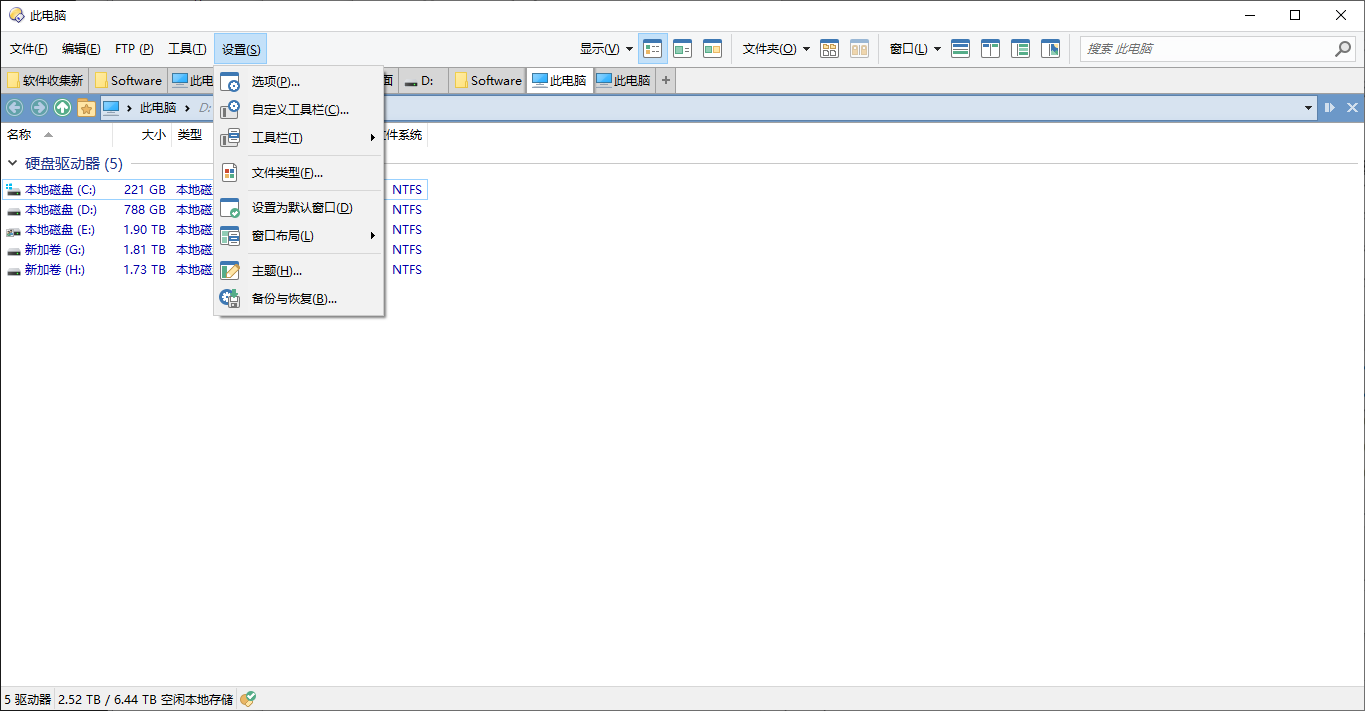 此电脑
文件(F) 编辑(E) FTP (P) 工具(T) 设置(S) 显示(V) 文件夹(O) 窗口(L) 搜索 此电脑
软件收集新 Software 此电 面 D: Software 此电脑 此电脑 +
此电脑 D:
名称 大小 类型 件系统
硬盘驱动器 (5)
本地磁盘 (C:) 221 GB 本地磁 NTFS
本地磁盘 (D:) 788 GB 本地磁 NTFS
本地磁盘 (E:) 1.90 TB 本地磁 NTFS
新加卷 (G:) 1.81 TB 本地磁 NTFS
新加卷 (H:) 1.73 TB 本地磁 NTFS
选项(P)...
自定义工具栏(C)...
工具栏(T)
文件类型(F)...
设置为默认窗口(D)
窗口布局(L)
主题(H)...
备份与恢复(B)...
5 驱动器 2.52 TB / 6.44 TB 空闲本地存储